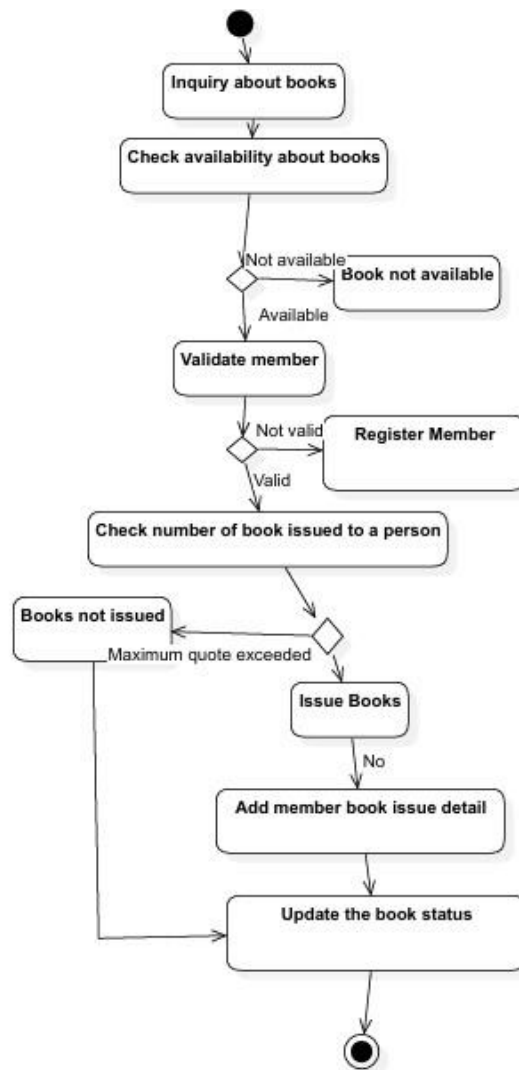 Inquiry about books
Check availability about books
Not available
Book not available
Available
Validate member
Not valid
Register Member
Valid
Check number of book issued to a person
Books not issued
Maximum quote exceeded
Issue Books
No
Add member book issue detail
Update the book status